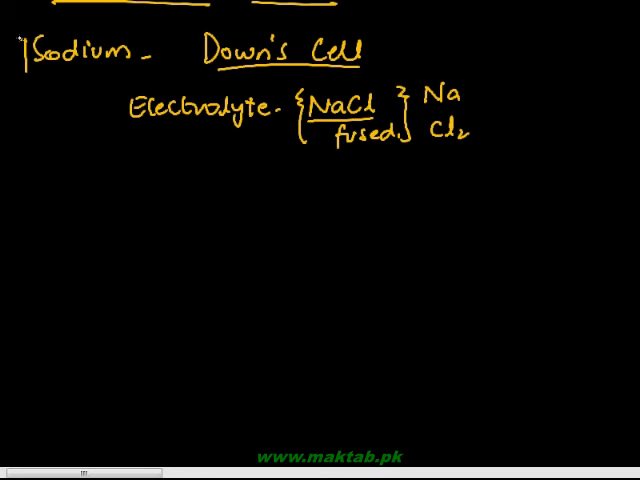 Sodium - Down's Cell
Electrolyte - { NaCl } Na
fused. Cl2
www.maktab.pk